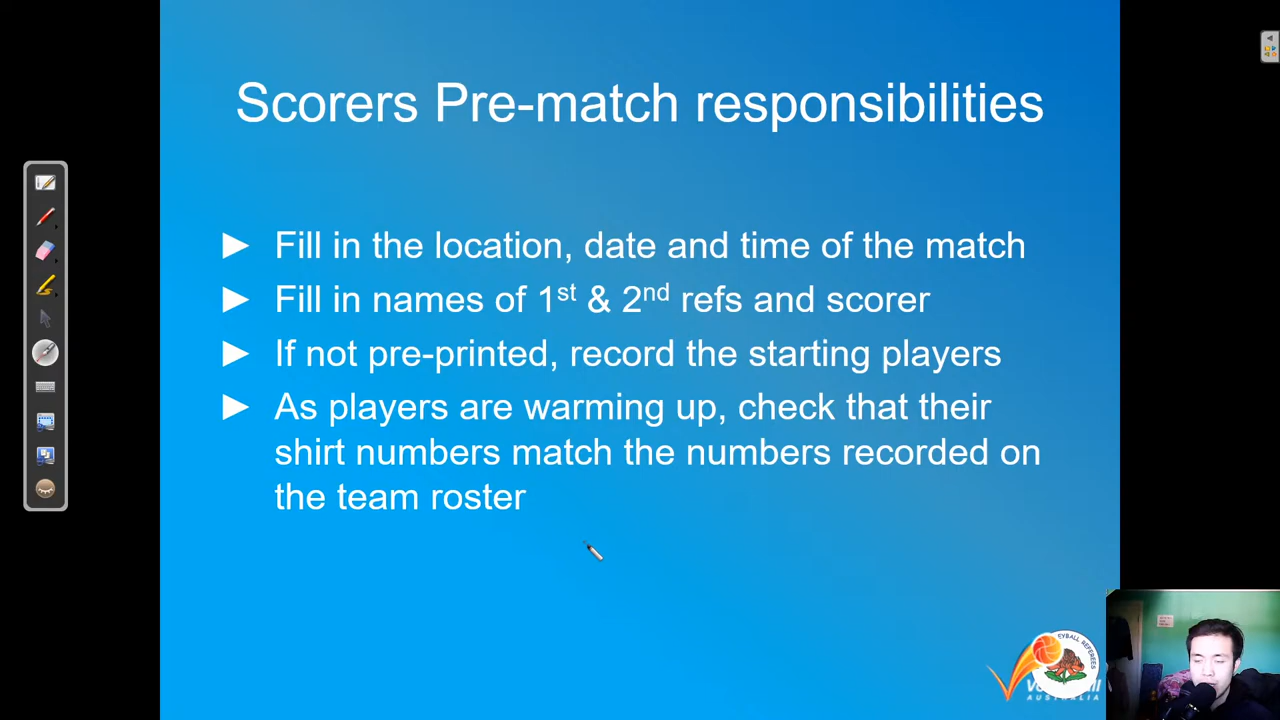 Scorers Pre-match responsibilities
► Fill in the location, date and time of the match
► Fill in names of 1st & 2nd refs and scorer
► If not pre-printed, record the starting players
► As players are warming up, check that their
shirt numbers match the numbers recorded on
the team roster
REFEREES
AUSTRALIA